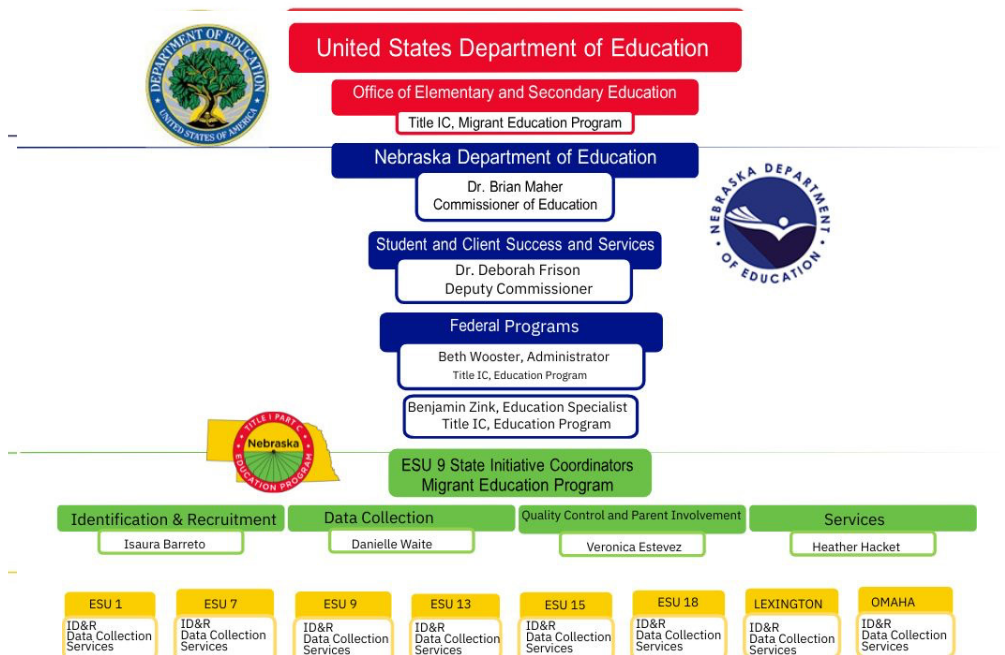 DEPARTMENT OF EDUCATION
UNITED STATES OF AMERICA
United States Department of Education
Office of Elementary and Secondary Education
Title IC, Migrant Education Program
Nebraska Department of Education
Dr. Brian Maher
Commissioner of Education
NEBRASKA DEPARTMENT
OF EDUCATION
Student and Client Success and Services
Dr. Deborah Frison
Deputy Commissioner
Federal Programs
Beth Wooster, Administrator
Title IC, Education Program
Benjamin Zink, Education Specialist
Title IC, Education Program
TITLE I PART C
Nebraska
EDUCATION PROGRAM
ESU 9 State Initiative Coordinators
Migrant Education Program
Identification & Recruitment
Isaura Barreto
Data Collection
Danielle Waite
Quality Control and Parent Involvement
Veronica Estevez
Services
Heather Hacket
ESU 1
ID&R
Data Collection
Services
ESU 7
ID&R
Data Collection
Services
ESU 9
ID&R
Data Collection
Services
ESU 13
ID&R
Data Collection
Services
ESU 15
ID&R
Data Collection
Services
ESU 18
ID&R
Data Collection
Services
LEXINGTON
ID&R
Data Collection
Services
OMAHA
ID&R
Data Collection
Services